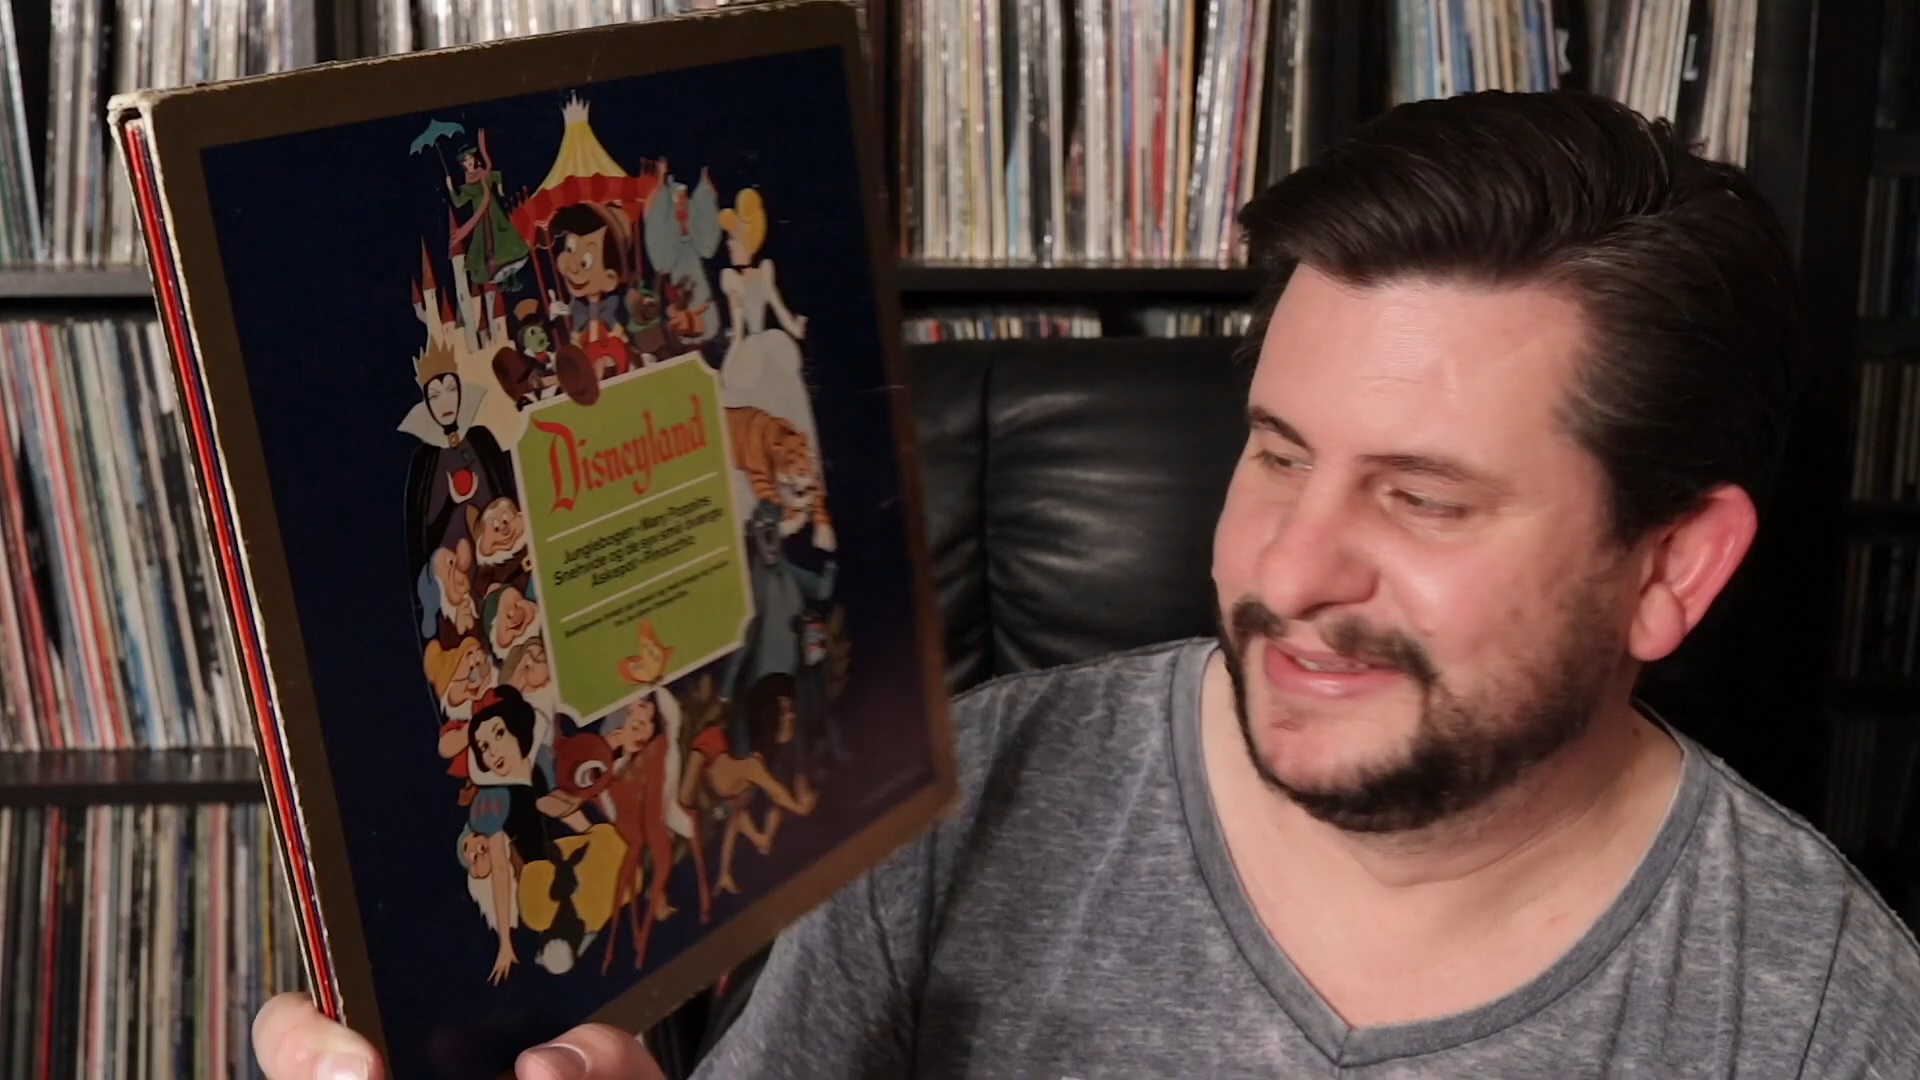 Disneyland
Junglebogen • Mary Poppins
Snehvide og de syv små dværge
Askepot • Pinocchio